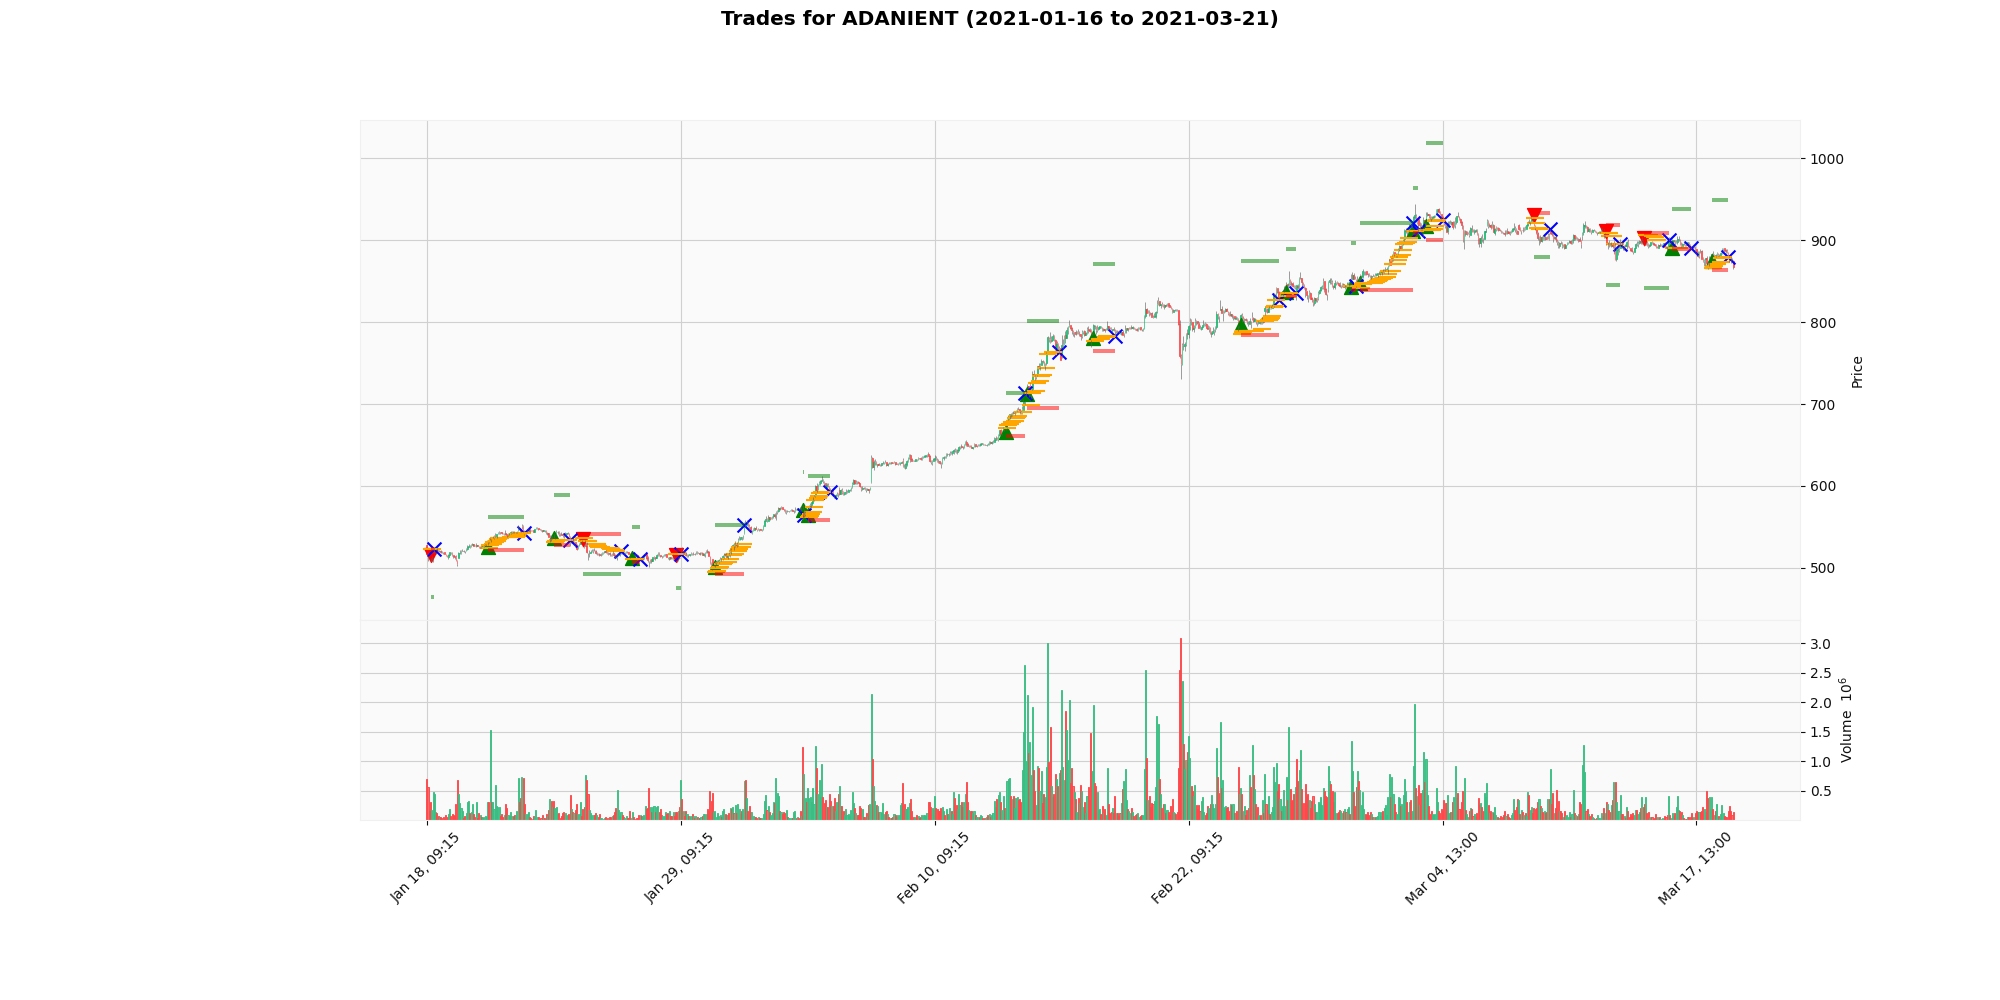 Trades for ADANIENT (2021-01-16 to 2021-03-21)
1000
900
800
700
600
500
Price
3.0
2.5
2.0
1.5
1.0
0.5
Volume 10^6
Jan 18, 09:15
Jan 29, 09:15
Feb 10, 09:15
Feb 22, 09:15
Mar 04, 13:00
Mar 17, 13:00